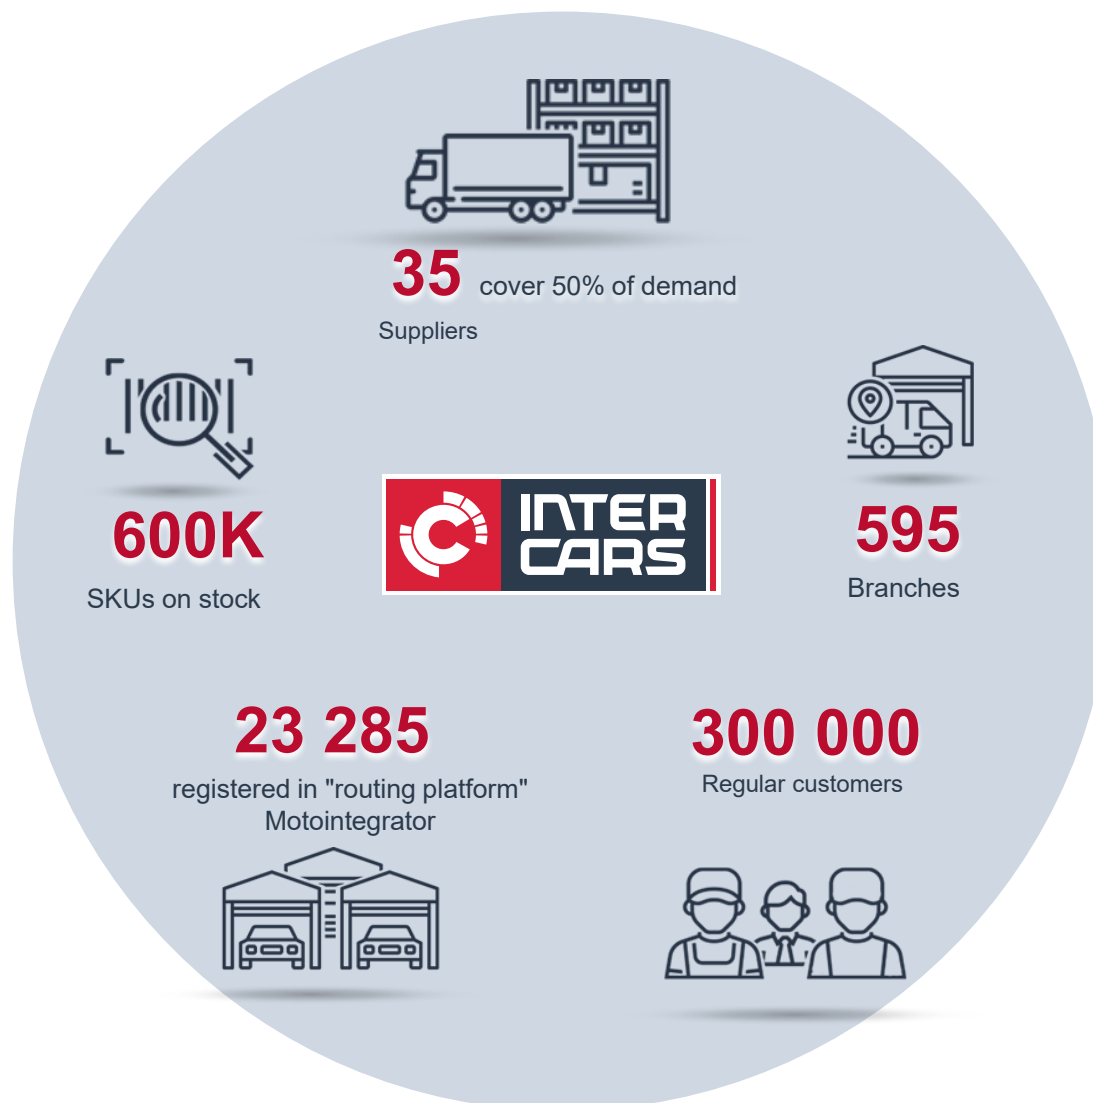 35 cover 50% of demand
Suppliers
600K
SKUs on stock
INTER
CARS
595
Branches
23 285
registered in "routing platform"
Motointegrator
300 000
Regular customers